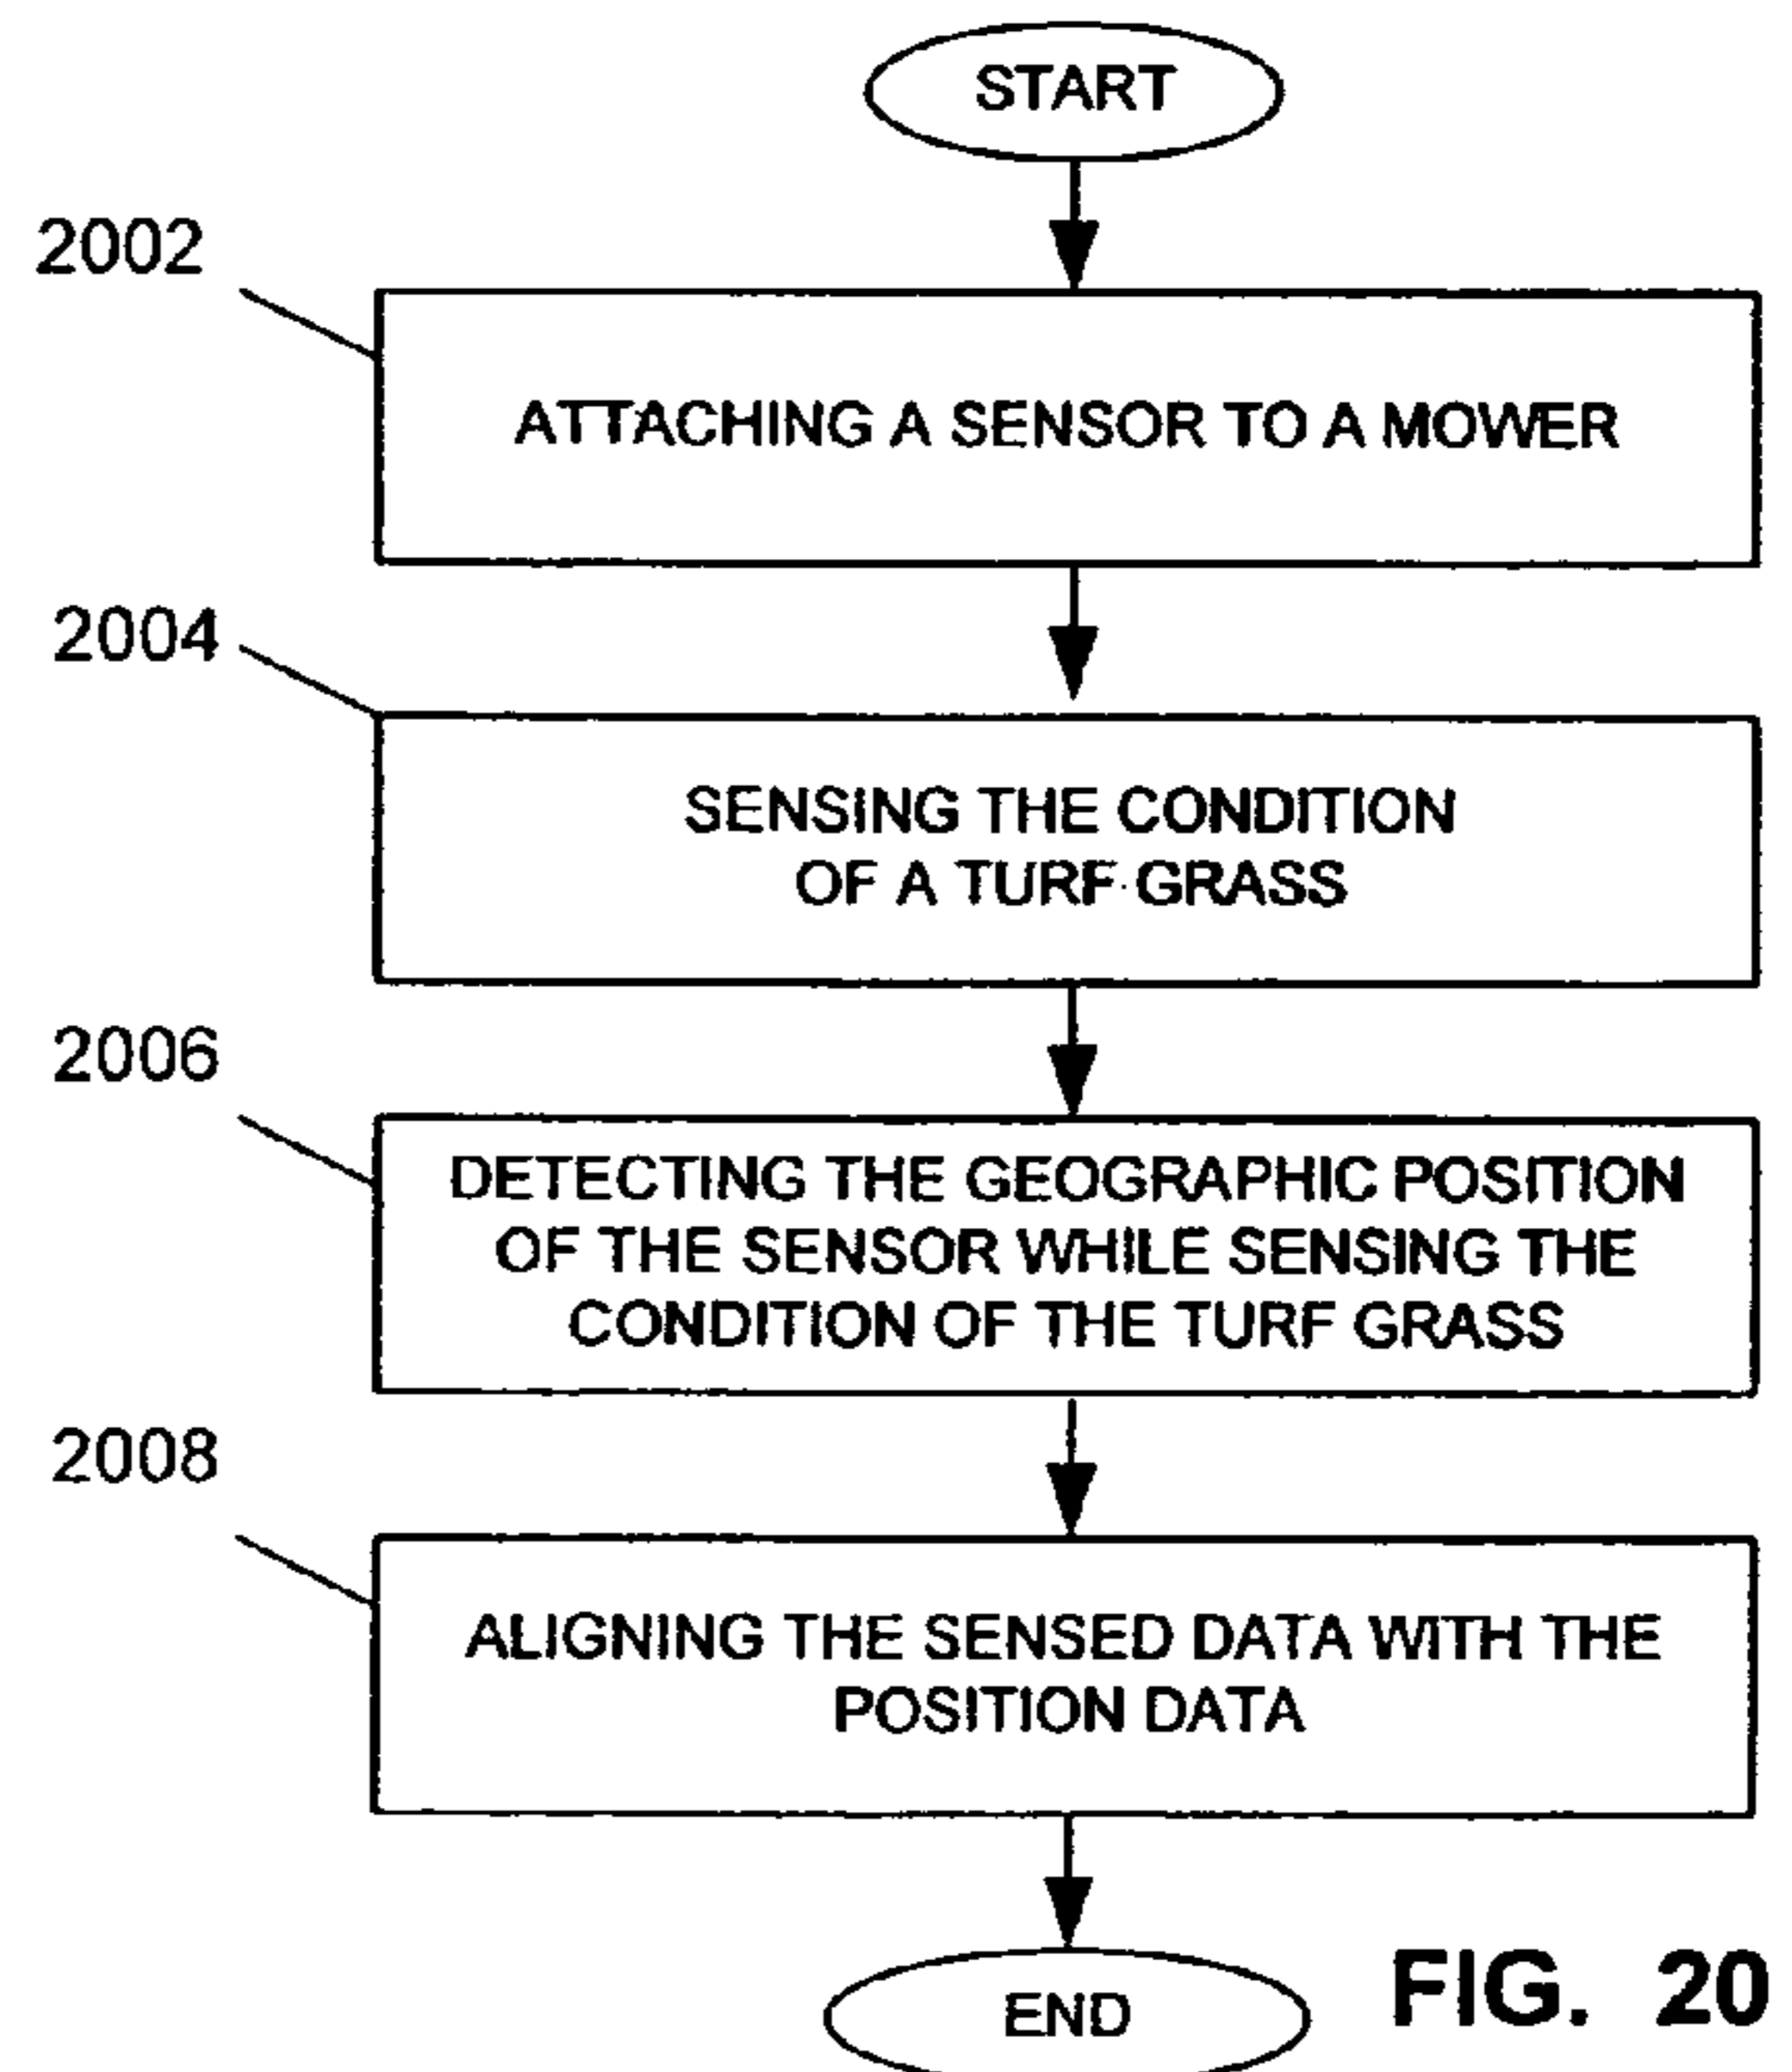 START
2002
ATTACHING A SENSOR TO A MOWER
2004
SENSING THE CONDITION
OF A TURF GRASS
2006
DETECTING THE GEOGRAPHIC POSITION
OF THE SENSOR WHILE SENSING THE
CONDITION OF THE TURF GRASS
2008
ALIGNING THE SENSED DATA WITH THE
POSITION DATA
END
FIG. 20